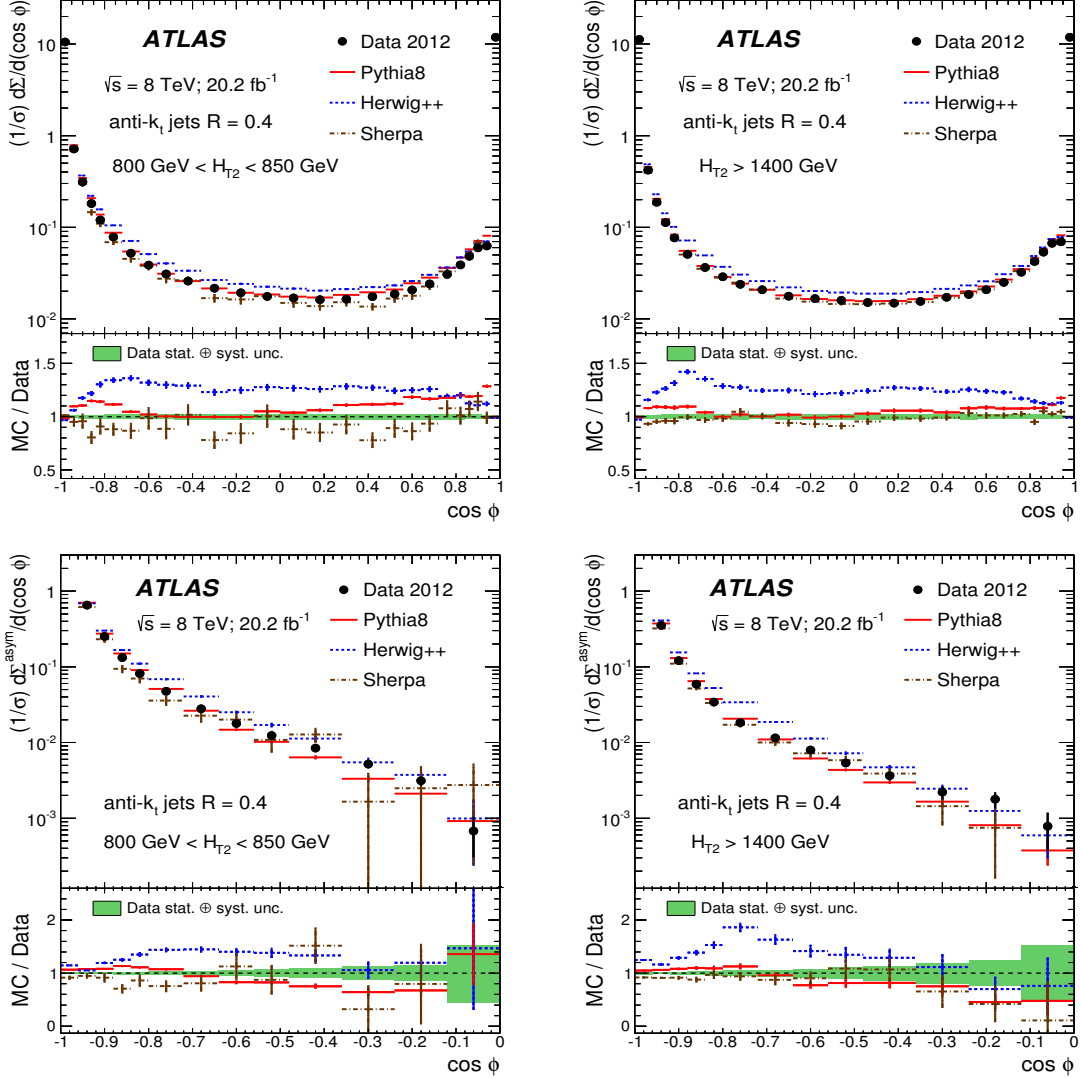 (1/σ) dΣ/d(cos φ)
10
1
10⁻¹
10⁻²
ATLAS
√s = 8 TeV; 20.2 fb⁻¹
anti-kₜ jets R = 0.4
800 GeV < H_T2 < 850 GeV
Data 2012
Pythia8
Herwig++
Sherpa
MC / Data
1.5
1
0.5
Data stat. ⊕ syst. unc.
-1 -0.8 -0.6 -0.4 -0.2 0 0.2 0.4 0.6 0.8 1
cos φ
(1/σ) dΣ/d(cos φ)
10
1
10⁻¹
10⁻²
ATLAS
√s = 8 TeV; 20.2 fb⁻¹
anti-kₜ jets R = 0.4
H_T2 > 1400 GeV
Data 2012
Pythia8
Herwig++
Sherpa
MC / Data
1.5
1
0.5
Data stat. ⊕ syst. unc.
-1 -0.8 -0.6 -0.4 -0.2 0 0.2 0.4 0.6 0.8 1
cos φ
(1/σ) dΣ^asym/d(cos φ)
1
10⁻¹
10⁻²
10⁻³
ATLAS
√s = 8 TeV; 20.2 fb⁻¹
Data 2012
Pythia8
Herwig++
Sherpa
anti-kₜ jets R = 0.4
800 GeV < H_T2 < 850 GeV
MC / Data
2
1
0
Data stat. ⊕ syst. unc.
-1 -0.9 -0.8 -0.7 -0.6 -0.5 -0.4 -0.3 -0.2 -0.1 0
cos φ
(1/σ) dΣ^asym/d(cos φ)
1
10⁻¹
10⁻²
10⁻³
ATLAS
√s = 8 TeV; 20.2 fb⁻¹
Data 2012
Pythia8
Herwig++
Sherpa
anti-kₜ jets R = 0.4
H_T2 > 1400 GeV
MC / Data
2
1
0
Data stat. ⊕ syst. unc.
-1 -0.9 -0.8 -0.7 -0.6 -0.5 -0.4 -0.3 -0.2 -0.1 0
cos φ